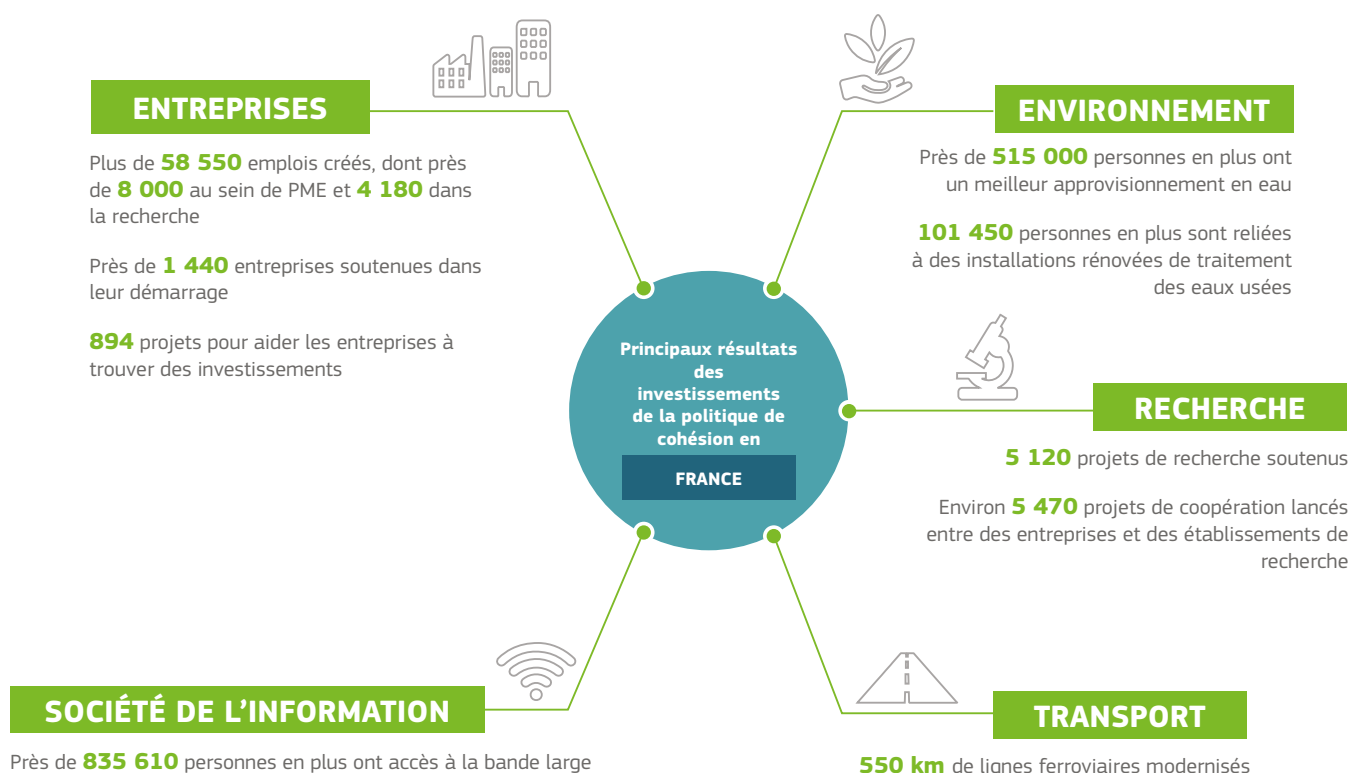 ENTREPRISES
Plus de 58 550 emplois créés, dont près
de 8 000 au sein de PME et 4 180 dans
la recherche
Près de 1 440 entreprises soutenues dans
leur démarrage
894 projets pour aider les entreprises à
trouver des investissements
ENVIRONNEMENT
Près de 515 000 personnes en plus ont
un meilleur approvisionnement en eau
101 450 personnes en plus sont reliées
à des installations rénovées de traitement
des eaux usées
Principaux résultats
des
investissements
de la politique de
cohésion en
FRANCE
RECHERCHE
5 120 projets de recherche soutenus
Environ 5 470 projets de coopération lancés
entre des entreprises et des établissements de
recherche
SOCIÉTÉ DE L’INFORMATION
Près de 835 610 personnes en plus ont accès à la bande large
TRANSPORT
550 km de lignes ferroviaires modernisés